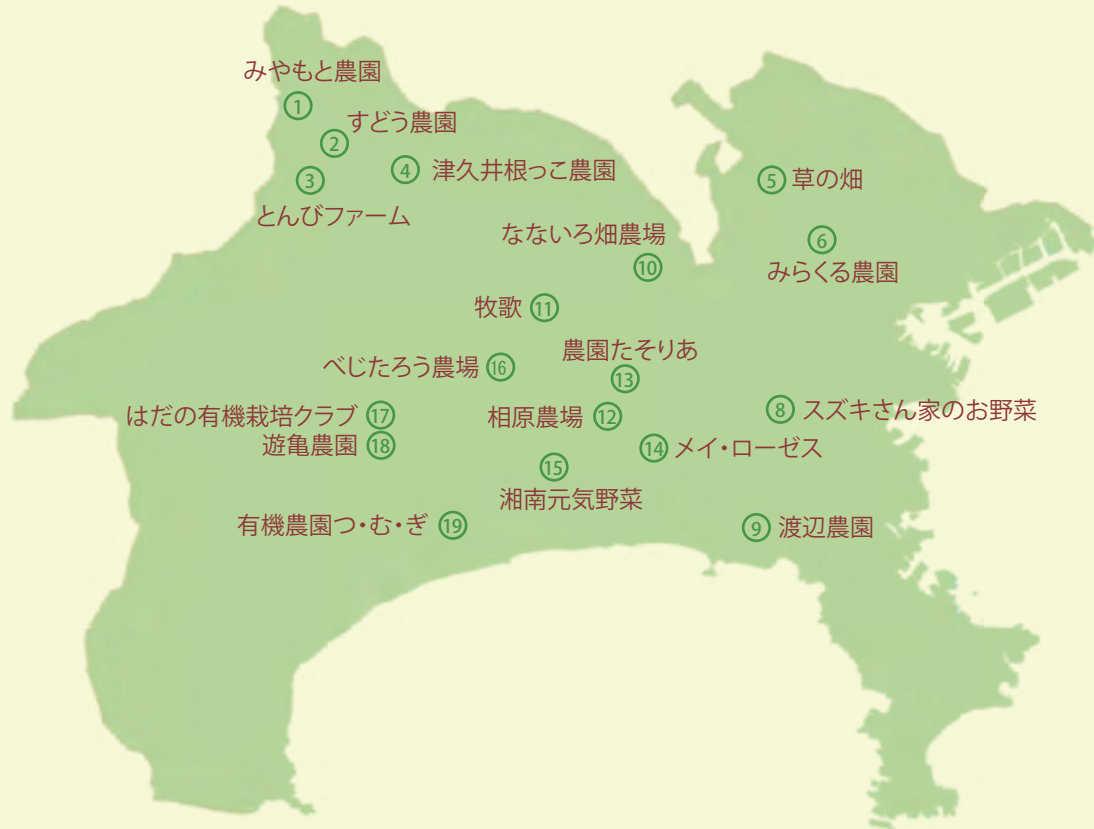 みやもと農園
①
すどう農園
②
④ 津久井根っこ農園
③
とんびファーム
⑤ 草の畑
なないろ畑農場
⑩
⑥
みらくる農園
牧歌 ⑪
農園たそりあ
⑬
べじたろう農場 ⑯
はだの有機栽培クラブ ⑰
相原農場 ⑫
⑧ スズキさん家のお野菜
遊亀農園 ⑱
⑭ メイ・ローゼス
⑮
湘南元気野菜
有機農園つ・む・ぎ ⑲
⑨ 渡辺農園